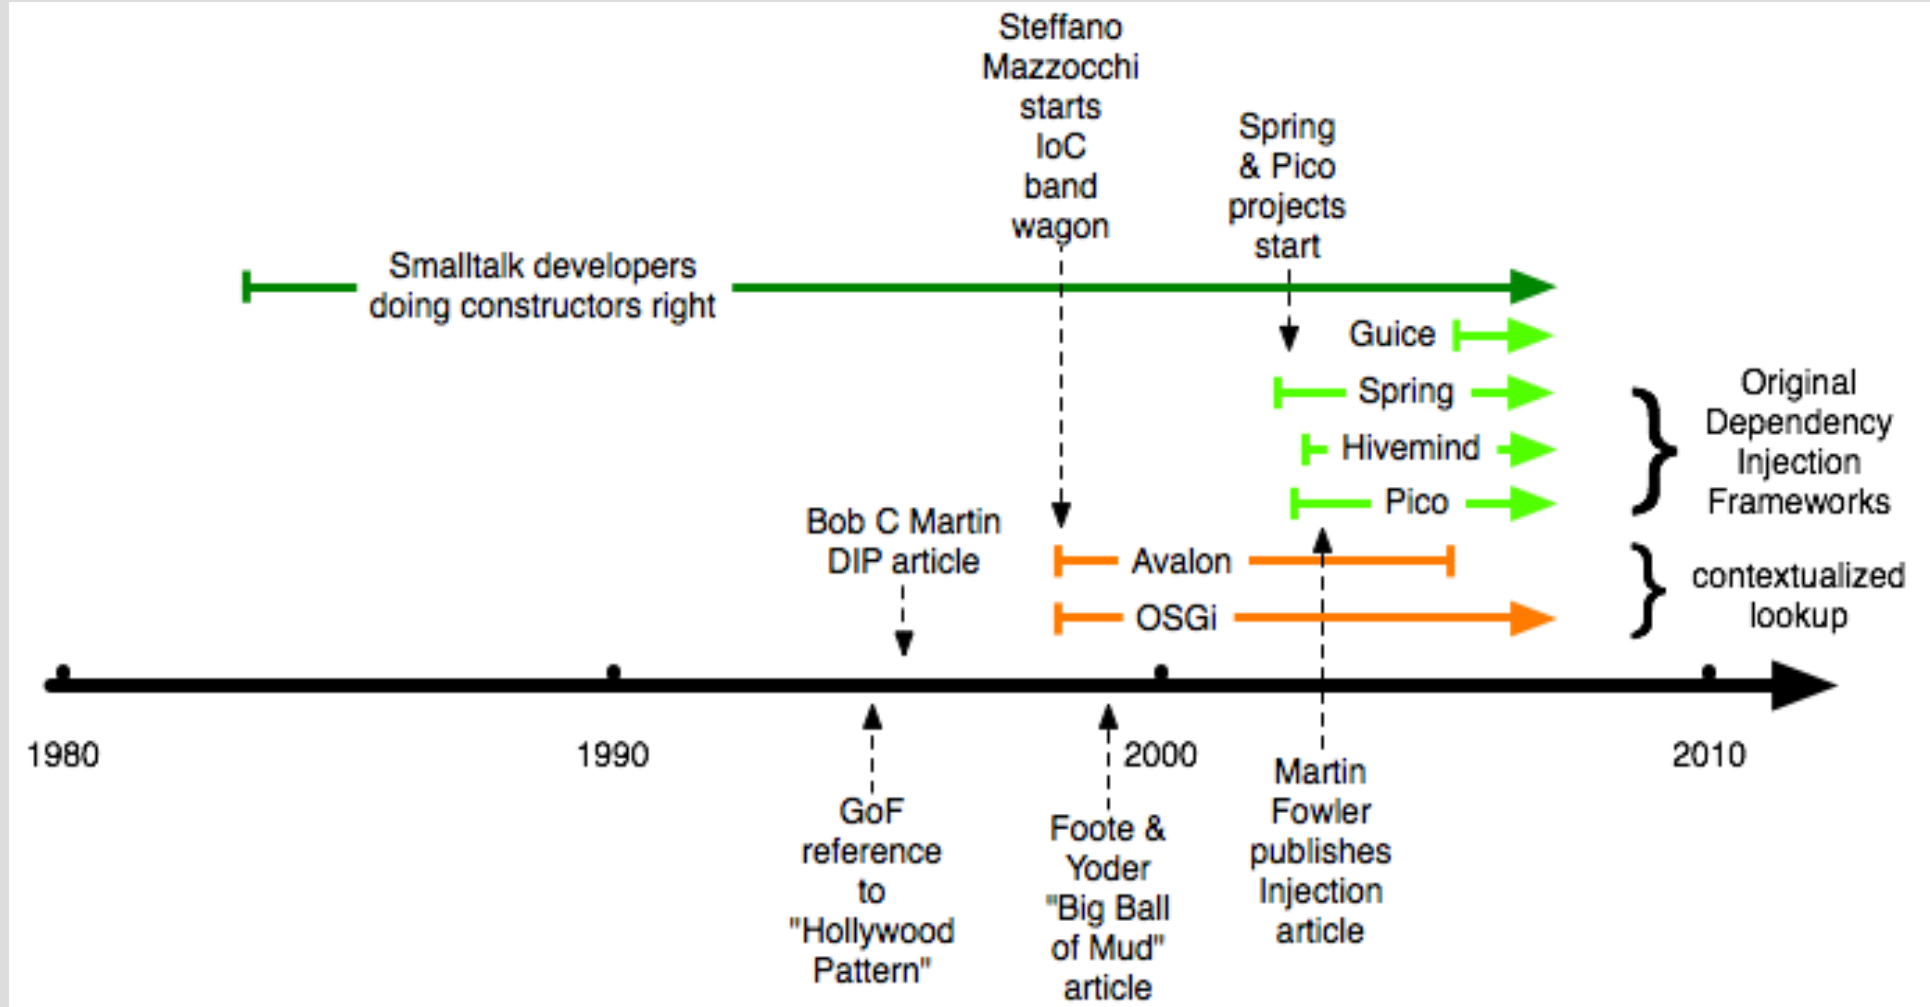 Steffano
Mazzocchi
starts
IoC
band
wagon
Spring
& Pico
projects
start
Smalltalk developers
doing constructors right
Guice
Spring
Hivemind
Pico
Original
Dependency
Injection
Frameworks
Bob C Martin
DIP article
Avalon
OSGi
contextualized
lookup
1980
1990
2000
2010
GoF
reference
to
"Hollywood
Pattern"
Foote &
Yoder
"Big Ball
of Mud"
article
Martin
Fowler
publishes
Injection
article